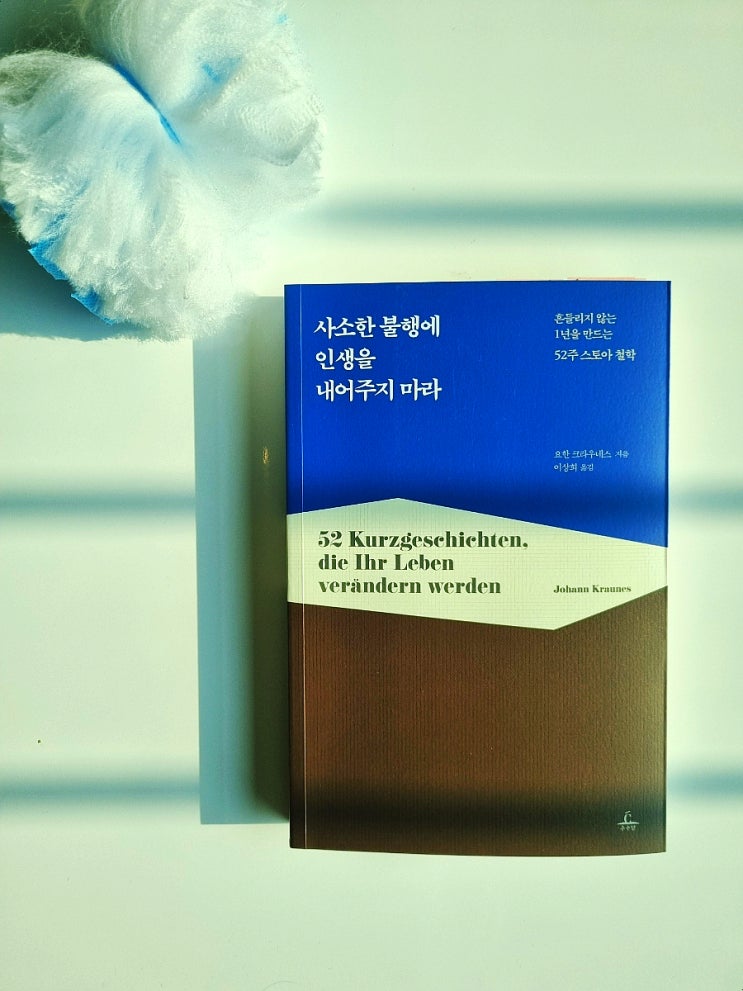 사소한 불행에
인생을
내어주지 마라
흔들리지 않는
1년을 만드는
52주 스토아 철학
요한 크라우네스 지음
이상희 옮김
52 Kurzgeschichten,
die Ihr Leben
verändern werden
Johann Kraunes
추수밭